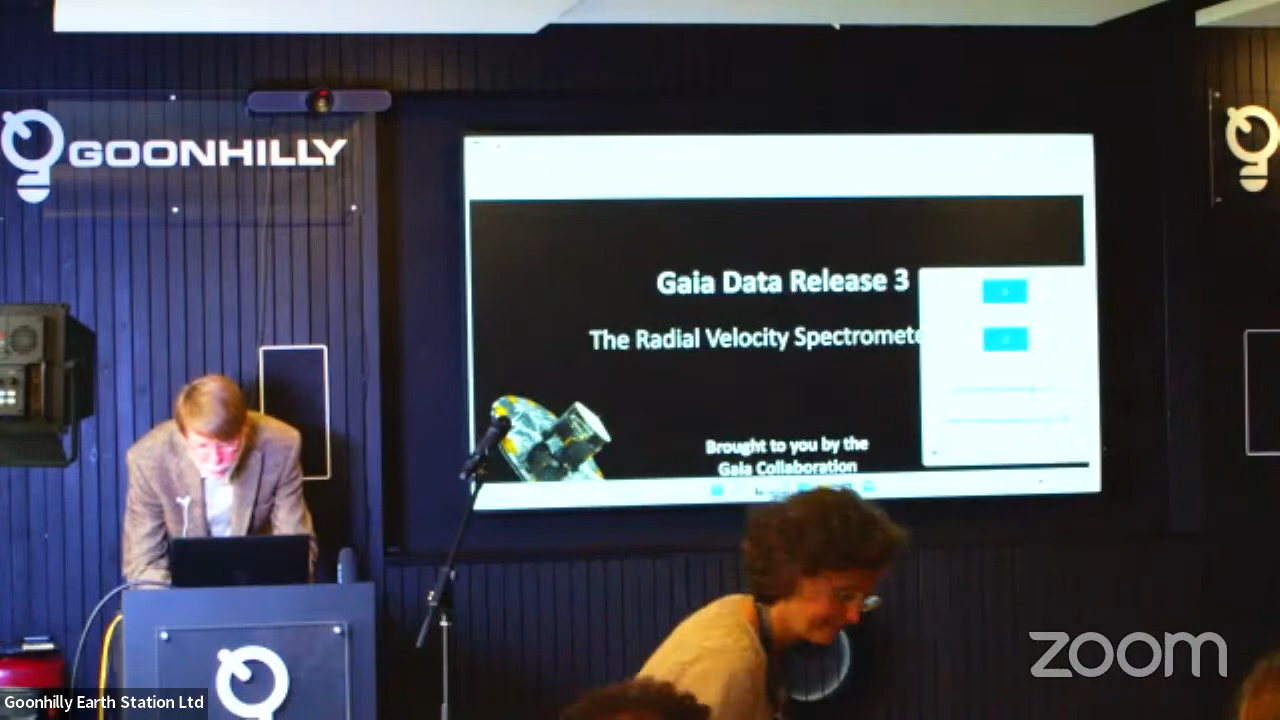 GOONHILLY
Gaia Data Release 3
The Radial Velocity Spectromete
Brought to you by the
Gaia Collaboration
zoom
Goonhilly Earth Station Ltd